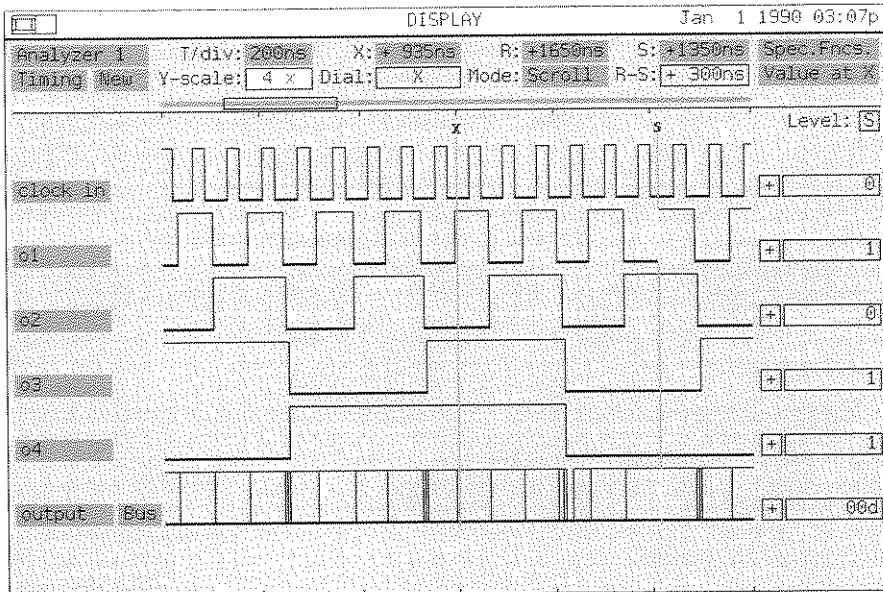 DISPLAY Jan 1 1990 03:07p
Analyzer 1 T/div: 200ns X: + 935ns R: +1650ns S: +1350ns Spec.Fncs.
Timing New Y-scale: 4 x Dial: X Mode: Scroll R-S: + 300ns Value at X
X S Level: S
clock in + 0
o1 + 1
o2 + 0
o3 + 1
o4 + 1
output Bus + 00d